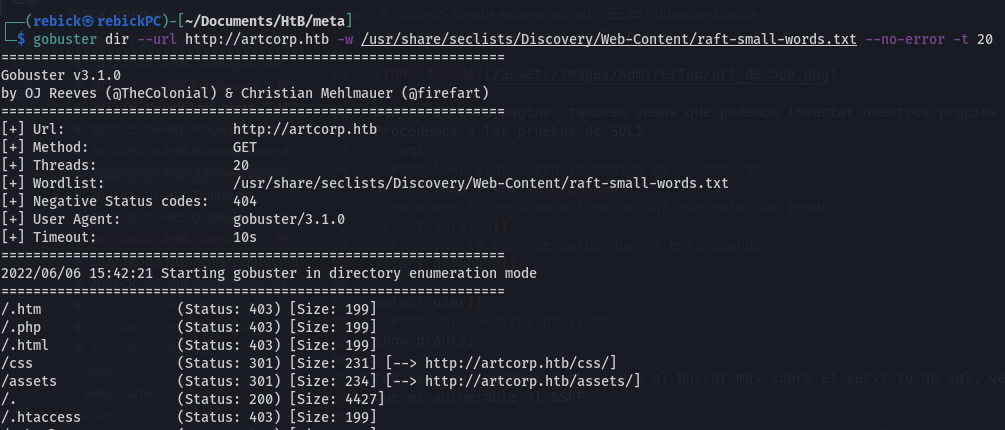 ┌──(rebick㉿rebickPC)-[~/Documents/HtB/meta]
└─$ gobuster dir --url http://artcorp.htb -w /usr/share/seclists/Discovery/Web-Content/raft-small-words.txt --no-error -t 20
===============================================================
Gobuster v3.1.0
by OJ Reeves (@TheColonial) & Christian Mehlmauer (@firefart)
===============================================================
[+] Url:                     http://artcorp.htb
[+] Method:                  GET
[+] Threads:                 20
[+] Wordlist:                /usr/share/seclists/Discovery/Web-Content/raft-small-words.txt
[+] Negative Status codes:   404
[+] User Agent:              gobuster/3.1.0
[+] Timeout:                 10s
===============================================================
2022/06/06 15:42:21 Starting gobuster in directory enumeration mode
===============================================================
/.htm                 (Status: 403) [Size: 199]
/.php                 (Status: 403) [Size: 199]
/.html                (Status: 403) [Size: 199]
/css                  (Status: 301) [Size: 231] [--> http://artcorp.htb/css/]
/assets               (Status: 301) [Size: 234] [--> http://artcorp.htb/assets/]
/.                    (Status: 200) [Size: 4427]
/.htaccess            (Status: 403) [Size: 199]